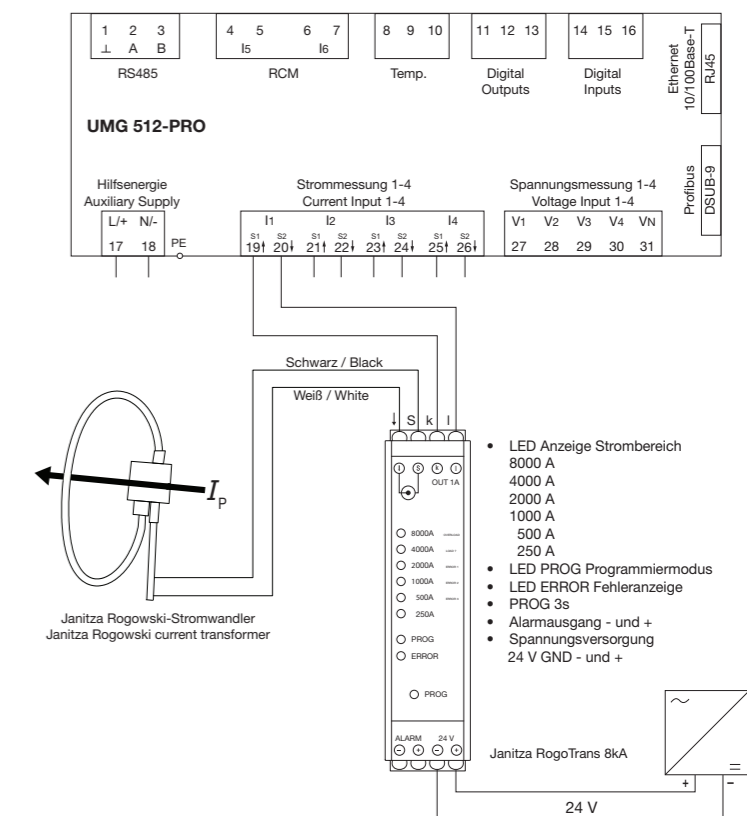 1 2 3
⊥ A B
RS485
4 5 6 7
I5 I6
RCM
8 9 10
Temp.
11 12 13
Digital
Outputs
14 15 16
Digital
Inputs
Ethernet
10/100Base-T
RJ45
UMG 512-PRO
Hilfsenergie
Auxiliary Supply
L/+ N/-
17 18
PE
Strommessung 1-4
Current Input 1-4
I1 I2 I3 I4
S1 S2 S1 S2 S1 S2 S1 S2
19↑ 20↓ 21↑ 22↓ 23↑ 24↓ 25↑ 26↓
Spannungsmessung 1-4
Voltage Input 1-4
V1 V2 V3 V4 VN
27 28 29 30 31
Profibus
DSUB-9
Schwarz / Black
Weiß / White
↓ S k l
IP
Janitza Rogowski-Stromwandler
Janitza Rogowski current transformer
S k
OUT 1A
8000A
4000A
2000A
1000A
500A
250A
PROG
ERROR
PROG
ALARM 24 V
- + - +
• LED Anzeige Strombereich
8000 A
4000 A
2000 A
1000 A
500 A
250 A
• LED PROG Programmiermodus
• LED ERROR Fehleranzeige
• PROG 3s
• Alarmausgang - und +
• Spannungsversorgung
24 V GND - und +
Janitza RogoTrans 8kA
~
=
+ -
24 V